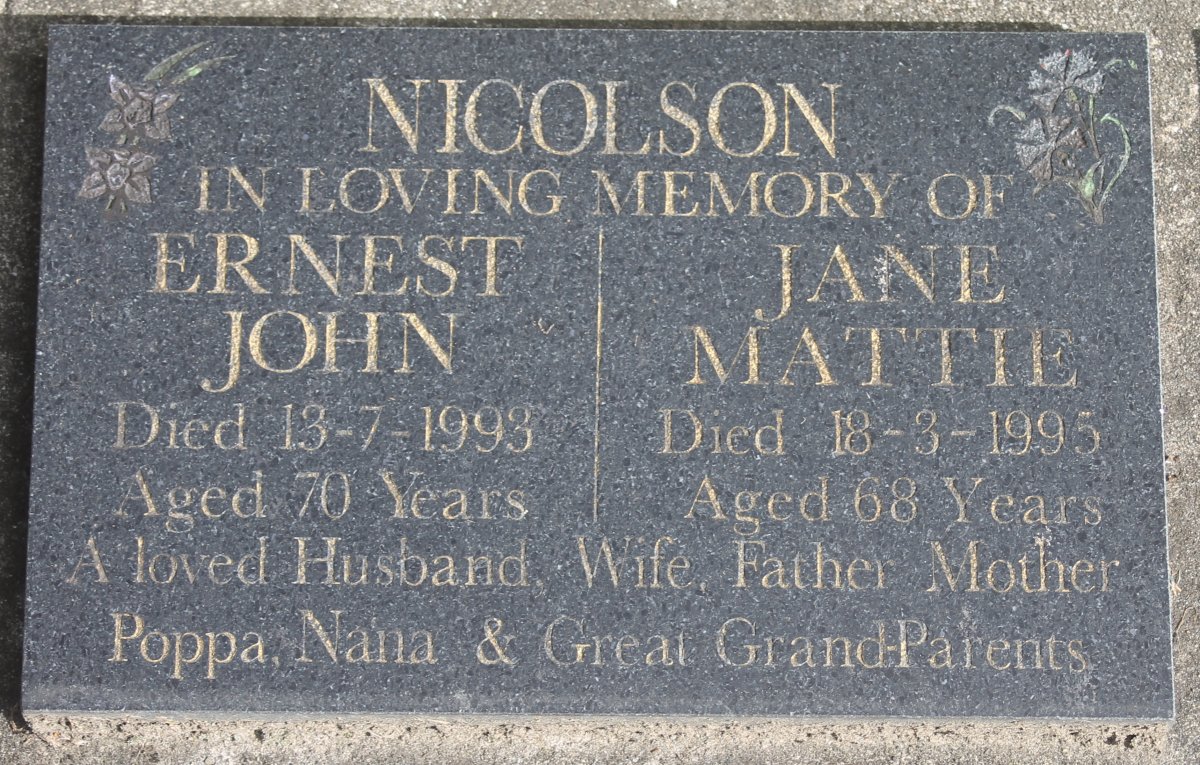 NICOLSON
IN LOVING MEMORY OF
ERNEST
JOHN
Died 13-7-1993
Aged 70 Years
JANE
MATTIE
Died 18-3-1995
Aged 68 Years
A loved Husband, Wife, Father Mother
Poppa, Nana & Great Grand-Parents